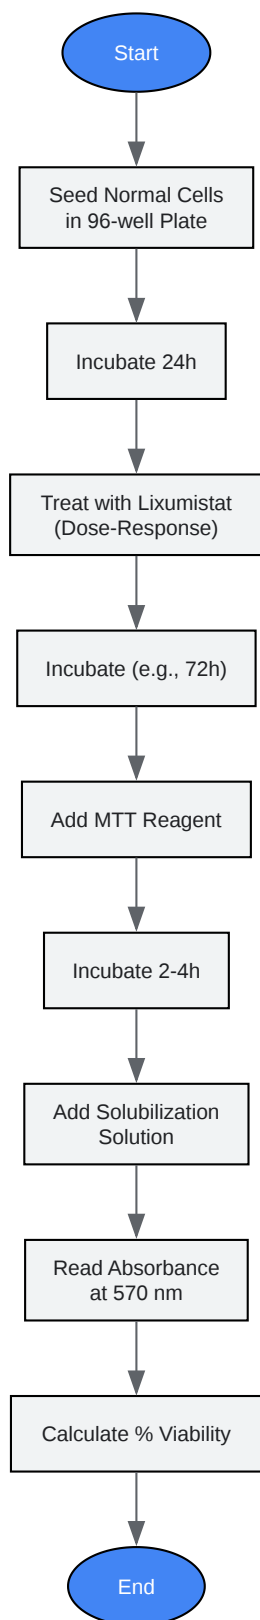 Start
Seed Normal Cells
in 96-well Plate
Incubate 24h
Treat with Lixumistat
(Dose-Response)
Incubate (e.g., 72h)
Add MTT Reagent
Incubate 2-4h
Add Solubilization
Solution
Read Absorbance
at 570 nm
Calculate % Viability
End